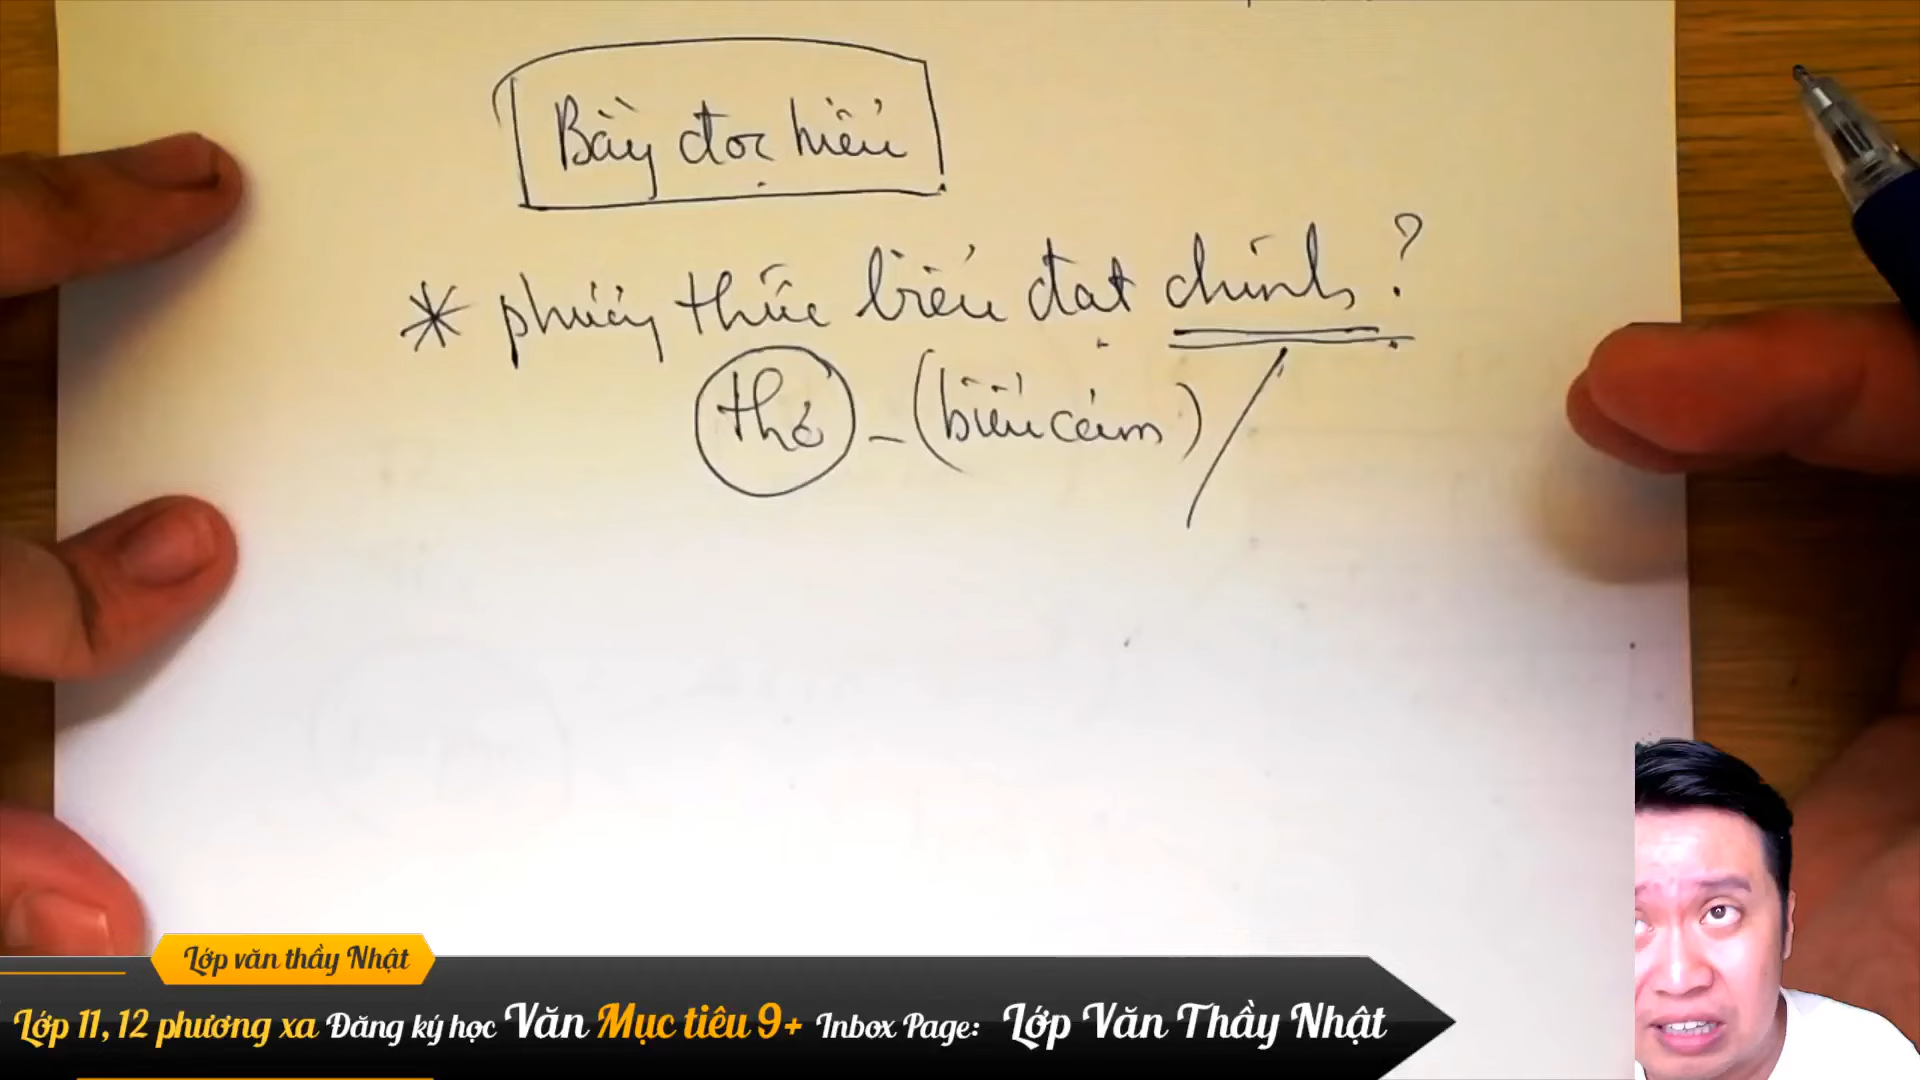 Bẫy đọc hiểu
* phương thức biểu đạt chính ?
thơ - (biểu cảm)
Lớp văn thầy Nhật
Lớp 11, 12 phương xa Đăng ký học Văn Mục tiêu 9+ Inbox Page: Lớp Văn Thầy Nhật